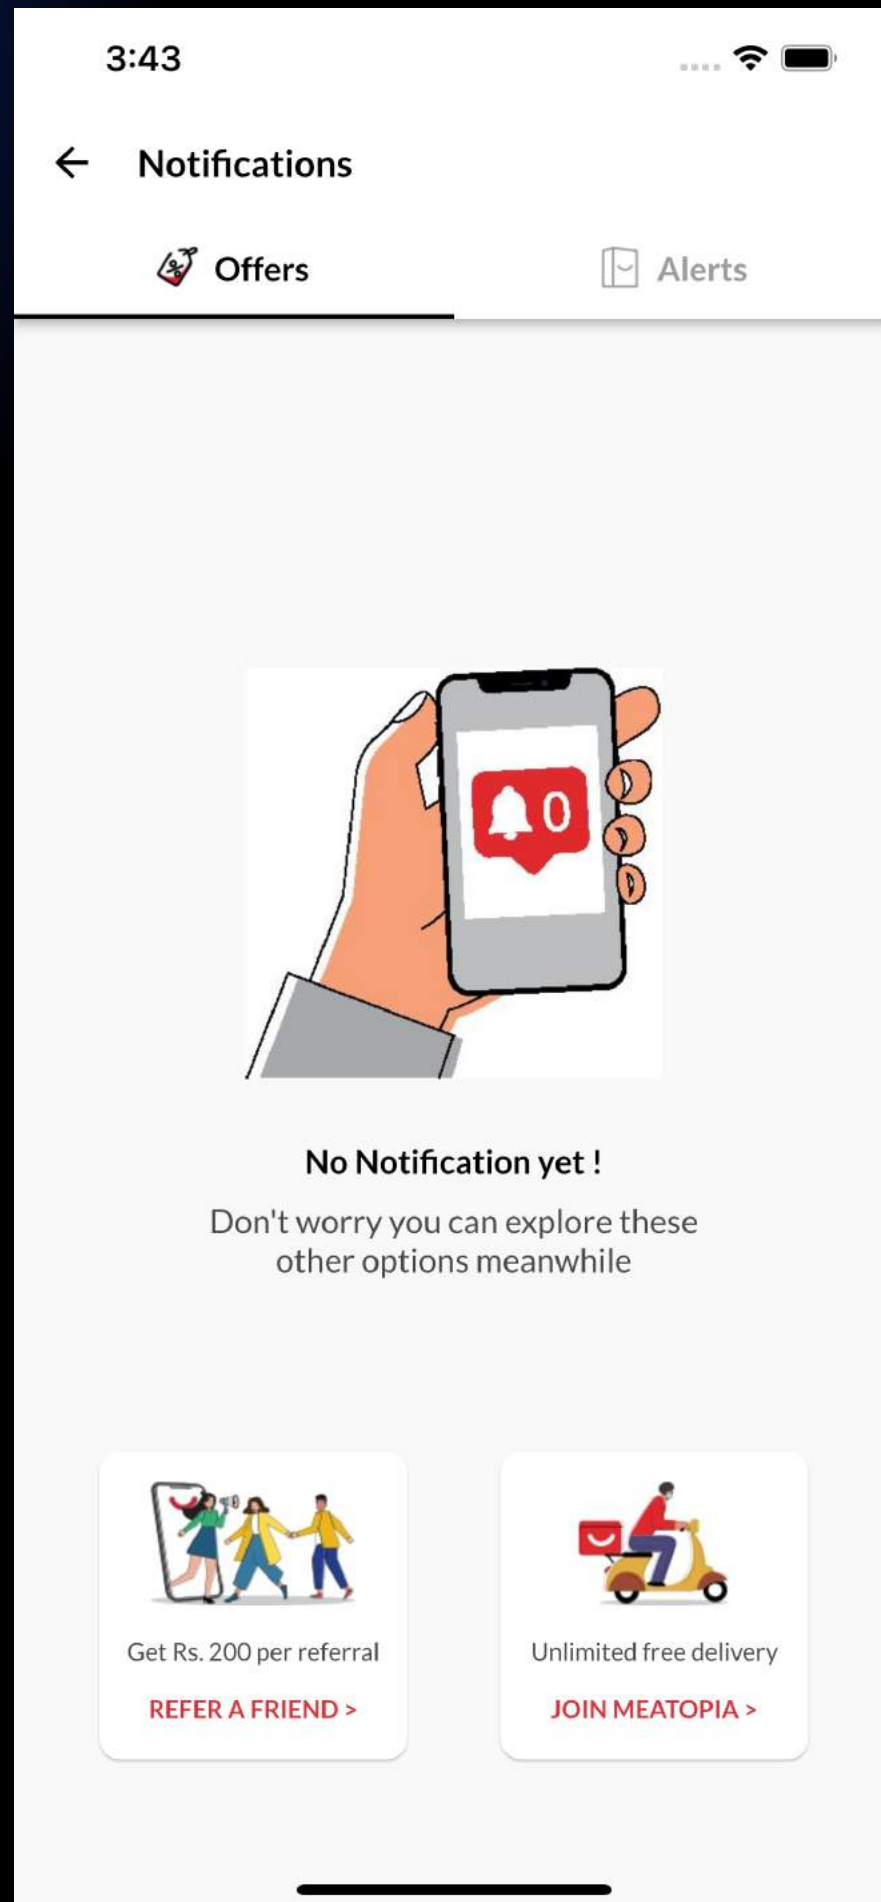 3:43
Notifications
Offers
Alerts
0
No Notification yet !
Don't worry you can explore these
other options meanwhile
Get Rs. 200 per referral
REFER A FRIEND >
Unlimited free delivery
JOIN MEATOPIA >